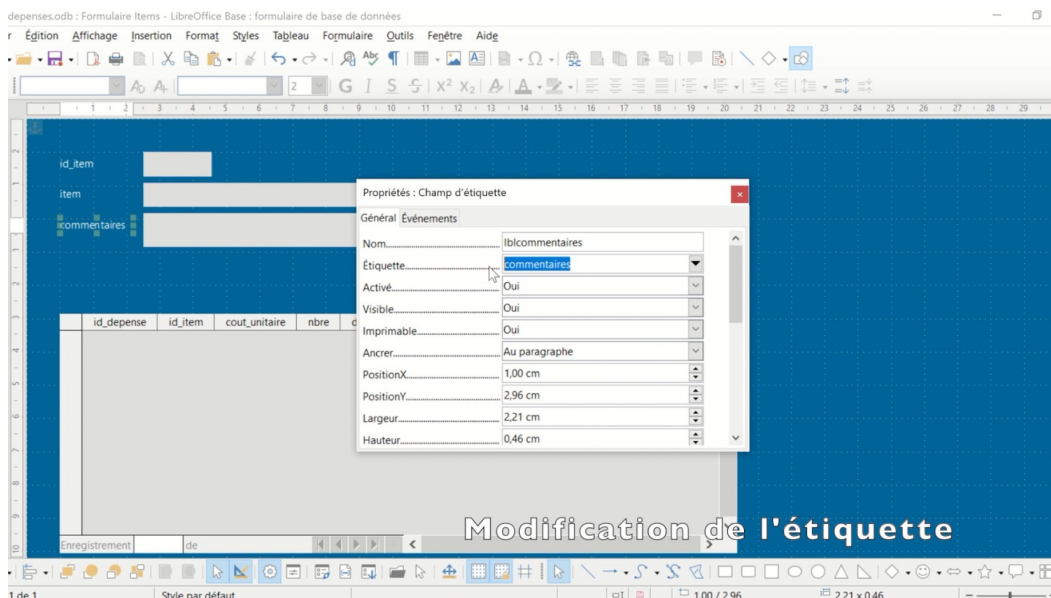 depenses.odb : Formulaire Items - LibreOffice Base : formulaire de base de données
r Édition Affichage Insertion Format Styles Tableau Formulaire Outils Fenêtre Aide
2 G I S S X² X₂ A A
1 2 3 4 5 6 7 8 9 10 11 12 13 14 15 16 17 18 19 20 21 22 23 24 25 26 27 28 29
id_item
item
commentaires
Propriétés : Champ d'étiquette
Général Événements
Nom lblcommentaires
Étiquette commentaires
Activé Oui
Visible Oui
Imprimable Oui
Ancrer Au paragraphe
PositionX 1,00 cm
PositionY 2,96 cm
Largeur 2,21 cm
Hauteur 0,46 cm
id_depense id_item cout_unitaire nbre d
Enregistrement de
Modification de l'étiquette
1 de 1 Style par défaut 1,00 / 2,96 2,21 x 0,46